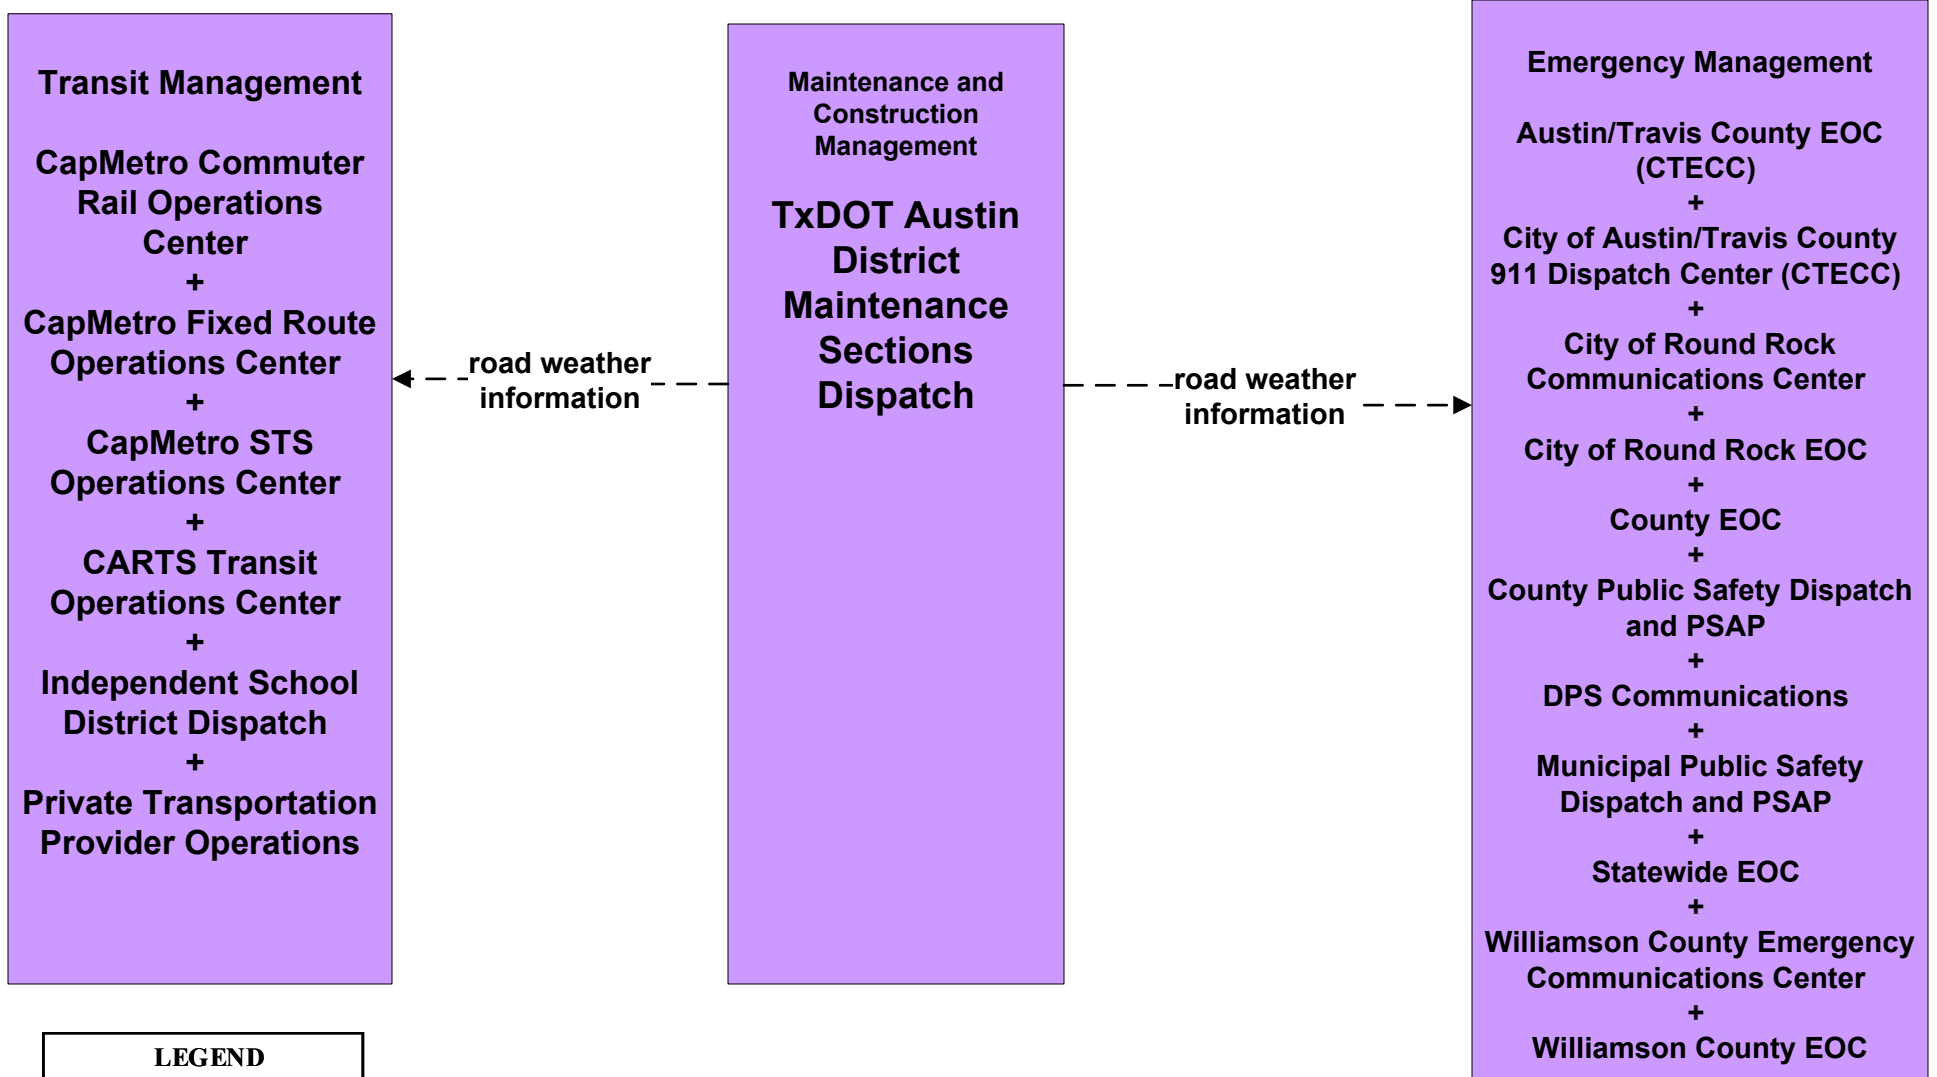 Transit Management
CapMetro Commuter
Rail Operations
Center
+
CapMetro Fixed Route
Operations Center
+
CapMetro STS
Operations Center
+
CARTS Transit
Operations Center
+
Independent School
District Dispatch
+
Private Transportation
Provider Operations
road weather
information
Maintenance and
Construction
Management
TxDOT Austin
District
Maintenance
Sections
Dispatch
road weather
information
Emergency Management
Austin/Travis County EOC
(CTECC)
+
City of Austin/Travis County
911 Dispatch Center (CTECC)
+
City of Round Rock
Communications Center
+
City of Round Rock EOC
+
County EOC
+
County Public Safety Dispatch
and PSAP
+
DPS Communications
+
Municipal Public Safety
Dispatch and PSAP
+
Statewide EOC
+
Williamson County Emergency
Communications Center
+
Williamson County EOC
LEGEND